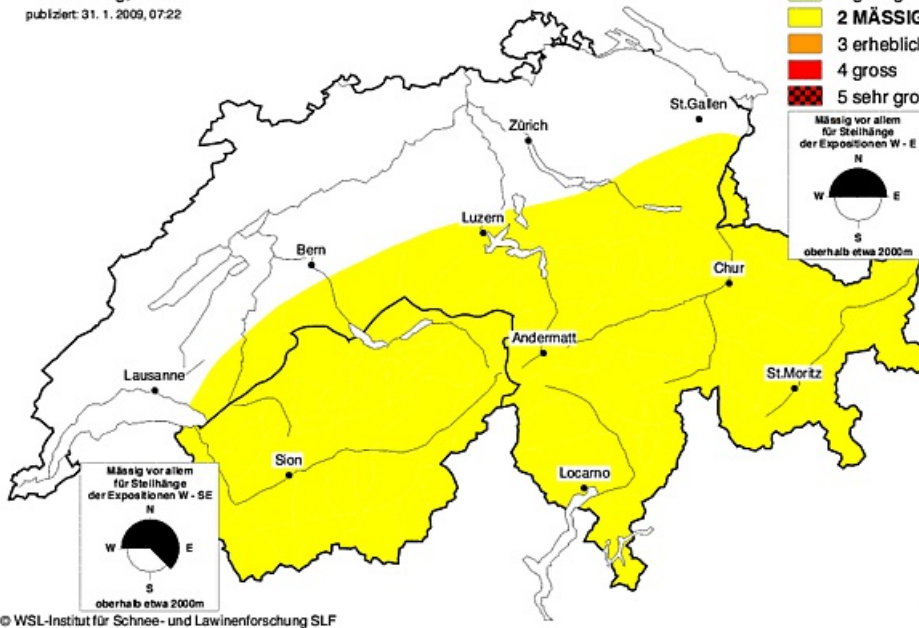 publiziert: 31. 1. 2009, 07:22
2 MÄSSIG
3 erheblich
4 gross
5 sehr gro
Mässig vor allem
für Steilhänge
der Expositionen W - E
N
W E
S
oberhalb etwa 2000m
St.Gallen
Zürich
Luzern
Bern
Chur
Andermatt
Lausanne
St.Moritz
Sion
Locarno
Mässig vor allem
für Steilhänge
der Expositionen W - SE
N
W E
S
oberhalb etwa 2000m
© WSL-Institut für Schnee- und Lawinenforschung SLF